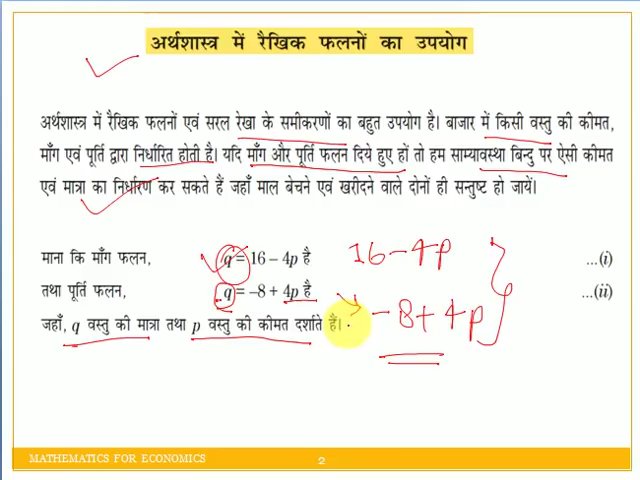 अर्थशास्त्र में रैखिक फलनों का उपयोग
अर्थशास्त्र में रैखिक फलनों एवं सरल रेखा के समीकरणों का बहुत उपयोग है। बाजार में किसी वस्तु की कीमत,
माँग एवं पूर्ति द्वारा निर्धारित होती है। यदि माँग और पूर्ति फलन दिये हुए हों तो हम साम्यावस्था बिन्दु पर ऐसी कीमत
एवं मात्रा का निर्धारण कर सकते हैं जहाँ माल बेचने एवं खरीदने वाले दोनों ही सन्तुष्ट हो जायें।
माना कि माँग फलन, q = 16 – 4p है ...(i)
16 - 4p
तथा पूर्ति फलन, q = –8 + 4p है ...(ii)
- 8 + 4p
जहाँ, q वस्तु की मात्रा तथा p वस्तु की कीमत दर्शाते हैं।
MATHEMATICS FOR ECONOMICS 2